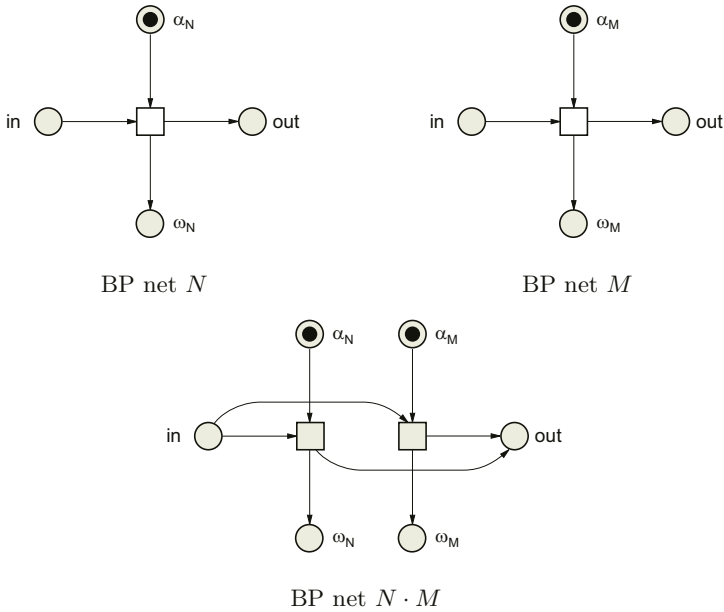 α_N
α_M
in
out
in
out
ω_N
ω_M
BP net N
BP net M
α_N
α_M
in
out
ω_N
ω_M
BP net N · M